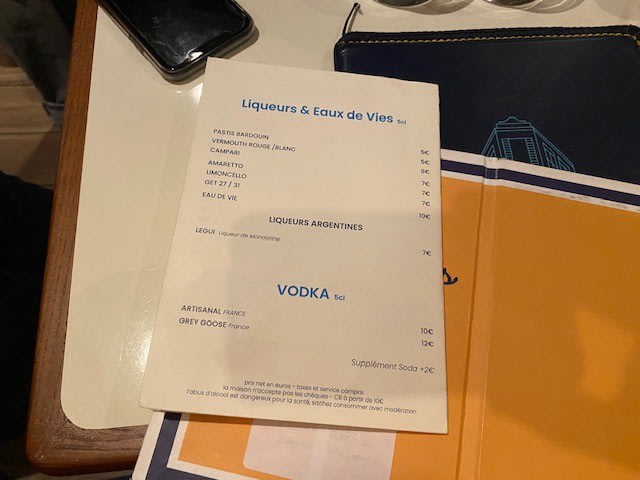 Liqueurs & Eaux de Vies 5cl
PASTIS BARDOUIN 5€
VERMOUTH ROUGE /BLANC 5€
CAMPARI 8€
AMARETTO 7€
LIMONCELLO 7€
GET 27 / 31 7€
EAU DE VIE 10€
LIQUEURS ARGENTINES
LEGUI Liqueur de Mandarine 7€
VODKA 5cl
ARTISANAL FRANCE 10€
GREY GOOSE France 12€
Supplément Soda +2€
prix net en euros - taxes et service compris
la maison n'accepte pas les chèques - CB à partir de 10€
l'abus d'alcool est dangereux pour la santé, sachez consommer avec modération